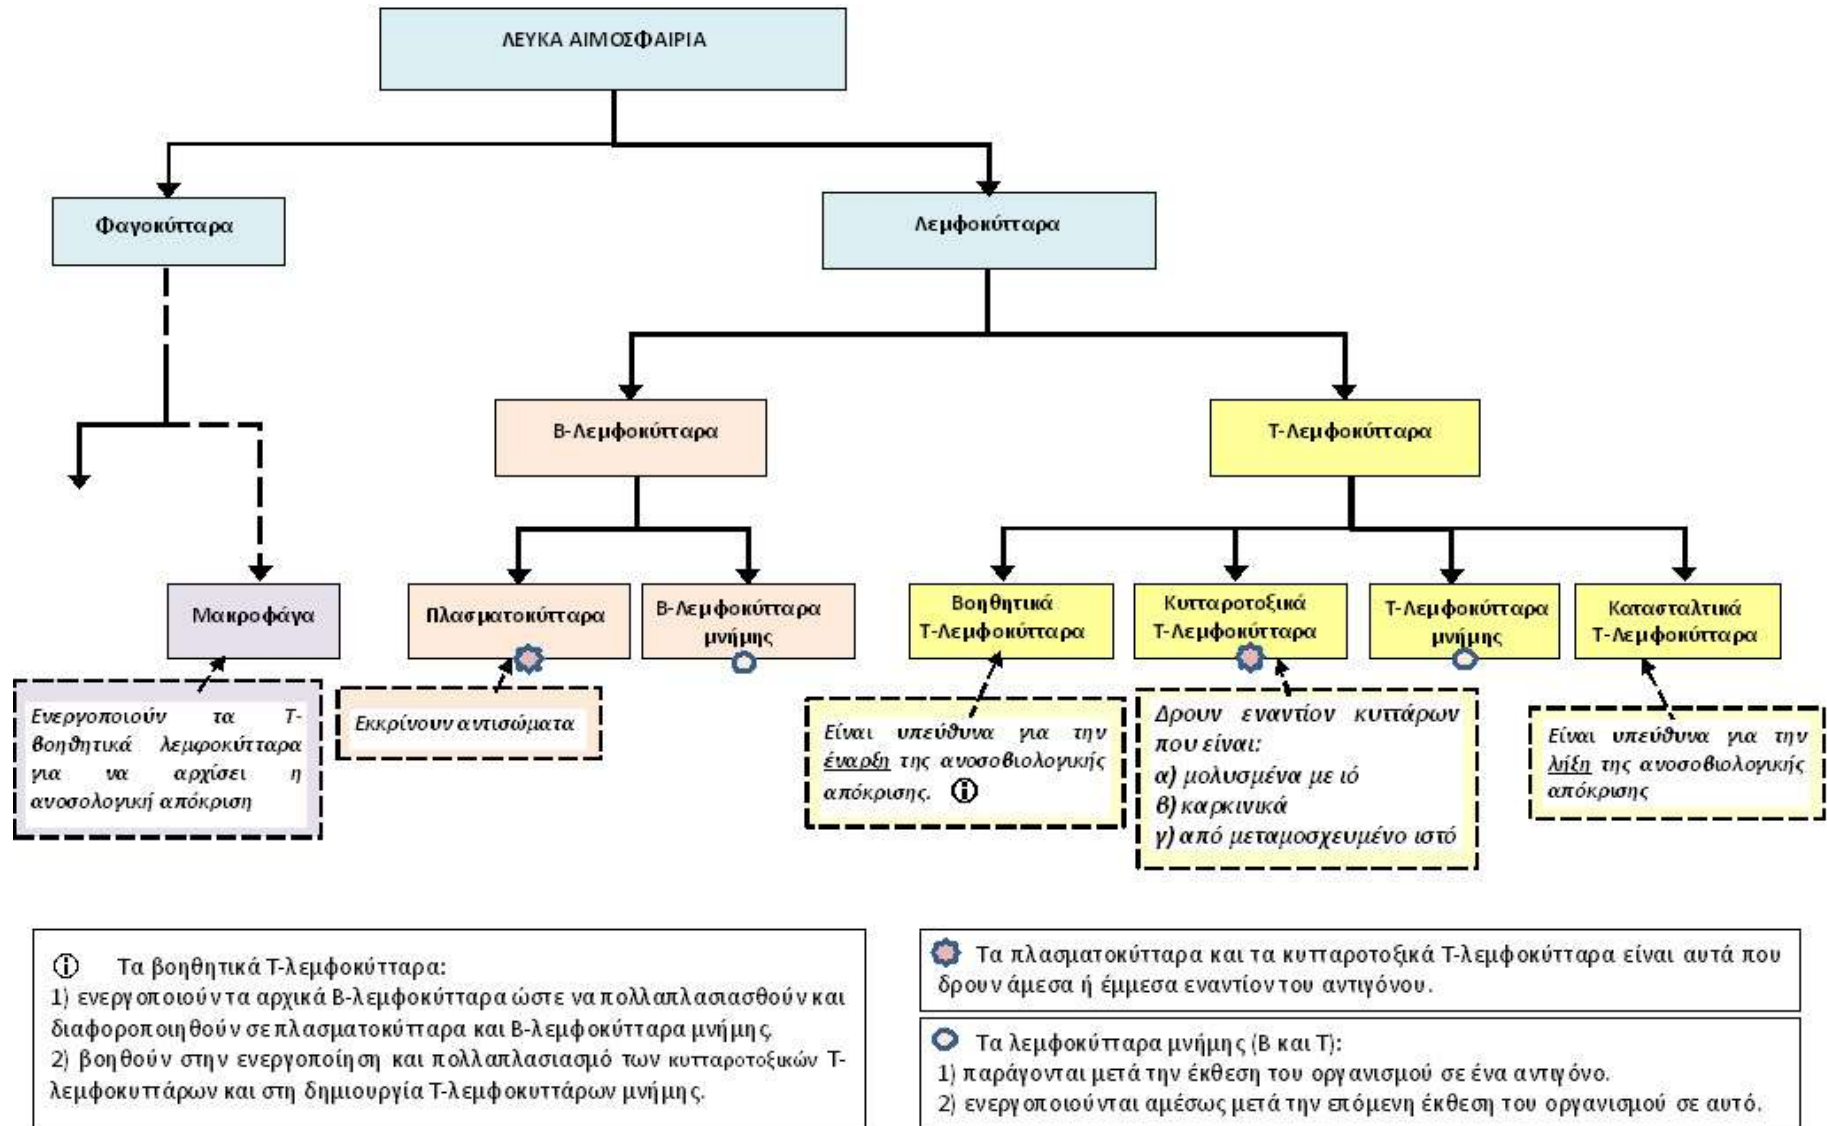 ΛΕΥΚΑ ΑΙΜΟΣΦΑΙΡΙΑ
Φαγοκύτταρα
Λεμφοκύτταρα
Β-Λεμφοκύτταρα
Τ-Λεμφοκύτταρα
Μακροφάγα
Πλασματοκύτταρα
Β-Λεμφοκύτταρα
μνήμης
Βοηθητικά
Τ-Λεμφοκύτταρα
Κυτταροτοξικά
Τ-Λεμφοκύτταρα
Τ-Λεμφοκύτταρα
μνήμης
Κατασταλτικά
Τ-Λεμφοκύτταρα
Ενεργοποιούν τα Τ-
βοηθητικά λεμφοκύτταρα
για να αρχίσει η
ανοσολογική απόκριση
Εκκρίνουν αντισώματα
Είναι υπεύθυνα για την
έναρξη της ανοσοβιολογικής
απόκρισης. ⓘ
Δρουν εναντίον κυττάρων
που είναι:
α) μολυσμένα με ιό
β) καρκινικά
γ) από μεταμοσχευμένο ιστό
Είναι υπεύθυνα για την
λήξη της ανοσοβιολογικής
απόκρισης
ⓘ Τα βοηθητικά Τ-λεμφοκύτταρα:
1) ενεργοποιούν τα αρχικά Β-λεμφοκύτταρα ώστε να πολλαπλασιασθούν και
διαφοροποιηθούν σε πλασματοκύτταρα και Β-λεμφοκύτταρα μνήμης.
2) βοηθούν στην ενεργοποίηση και πολλαπλασιασμό των κυτταροτοξικών Τ-
λεμφοκυττάρων και στη δημιουργία Τ-λεμφοκυττάρων μνήμης.
Τα πλασματοκύτταρα και τα κυτταροτοξικά Τ-λεμφοκύτταρα είναι αυτά που
δρουν άμεσα ή έμμεσα εναντίον του αντιγόνου.
Τα λεμφοκύτταρα μνήμης (Β και Τ):
1) παράγονται μετά την έκθεση του οργανισμού σε ένα αντιγόνο.
2) ενεργοποιούνται αμέσως μετά την επόμενη έκθεση του οργανισμού σε αυτό.